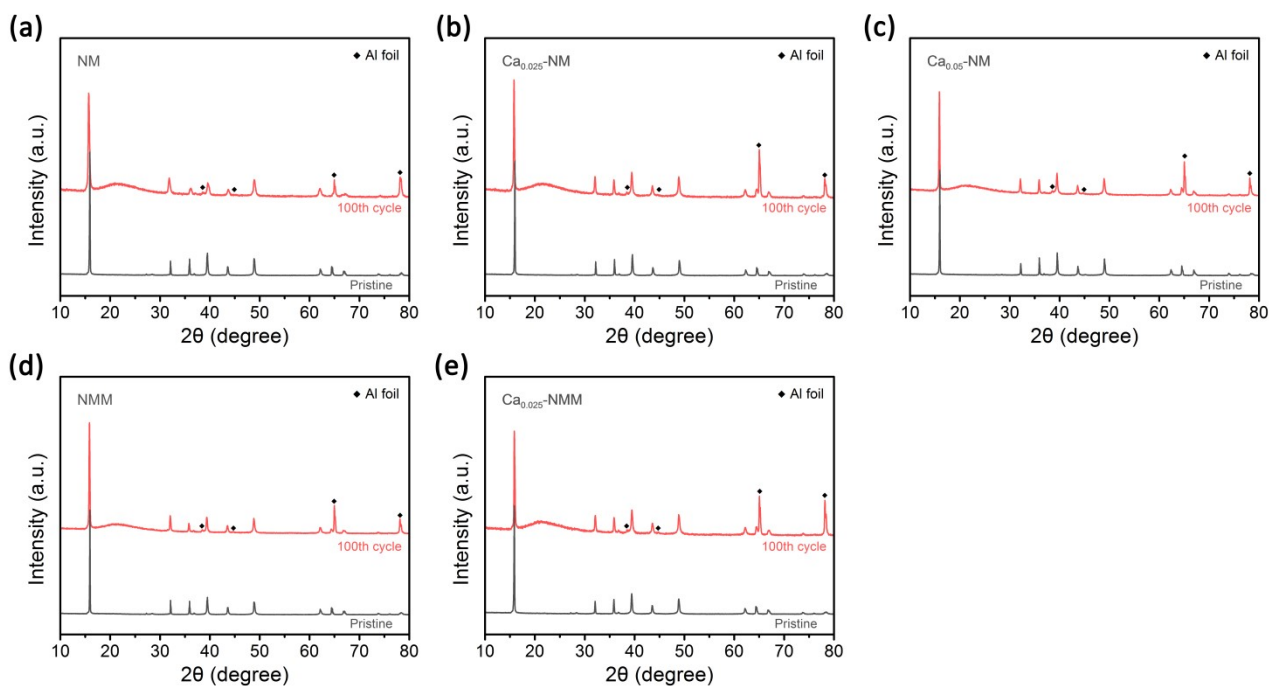 (a)
NM
◆ Al foil
100th cycle
Pristine
Intensity (a.u.)
10 20 30 40 50 60 70 80
2θ (degree)
(b)
Ca0.025-NM
◆ Al foil
100th cycle
Pristine
Intensity (a.u.)
10 20 30 40 50 60 70 80
2θ (degree)
(c)
Ca0.05-NM
◆ Al foil
100th cycle
Pristine
Intensity (a.u.)
10 20 30 40 50 60 70 80
2θ (degree)
(d)
NMM
◆ Al foil
100th cycle
Pristine
Intensity (a.u.)
10 20 30 40 50 60 70 80
2θ (degree)
(e)
Ca0.025-NMM
◆ Al foil
100th cycle
Pristine
Intensity (a.u.)
10 20 30 40 50 60 70 80
2θ (degree)